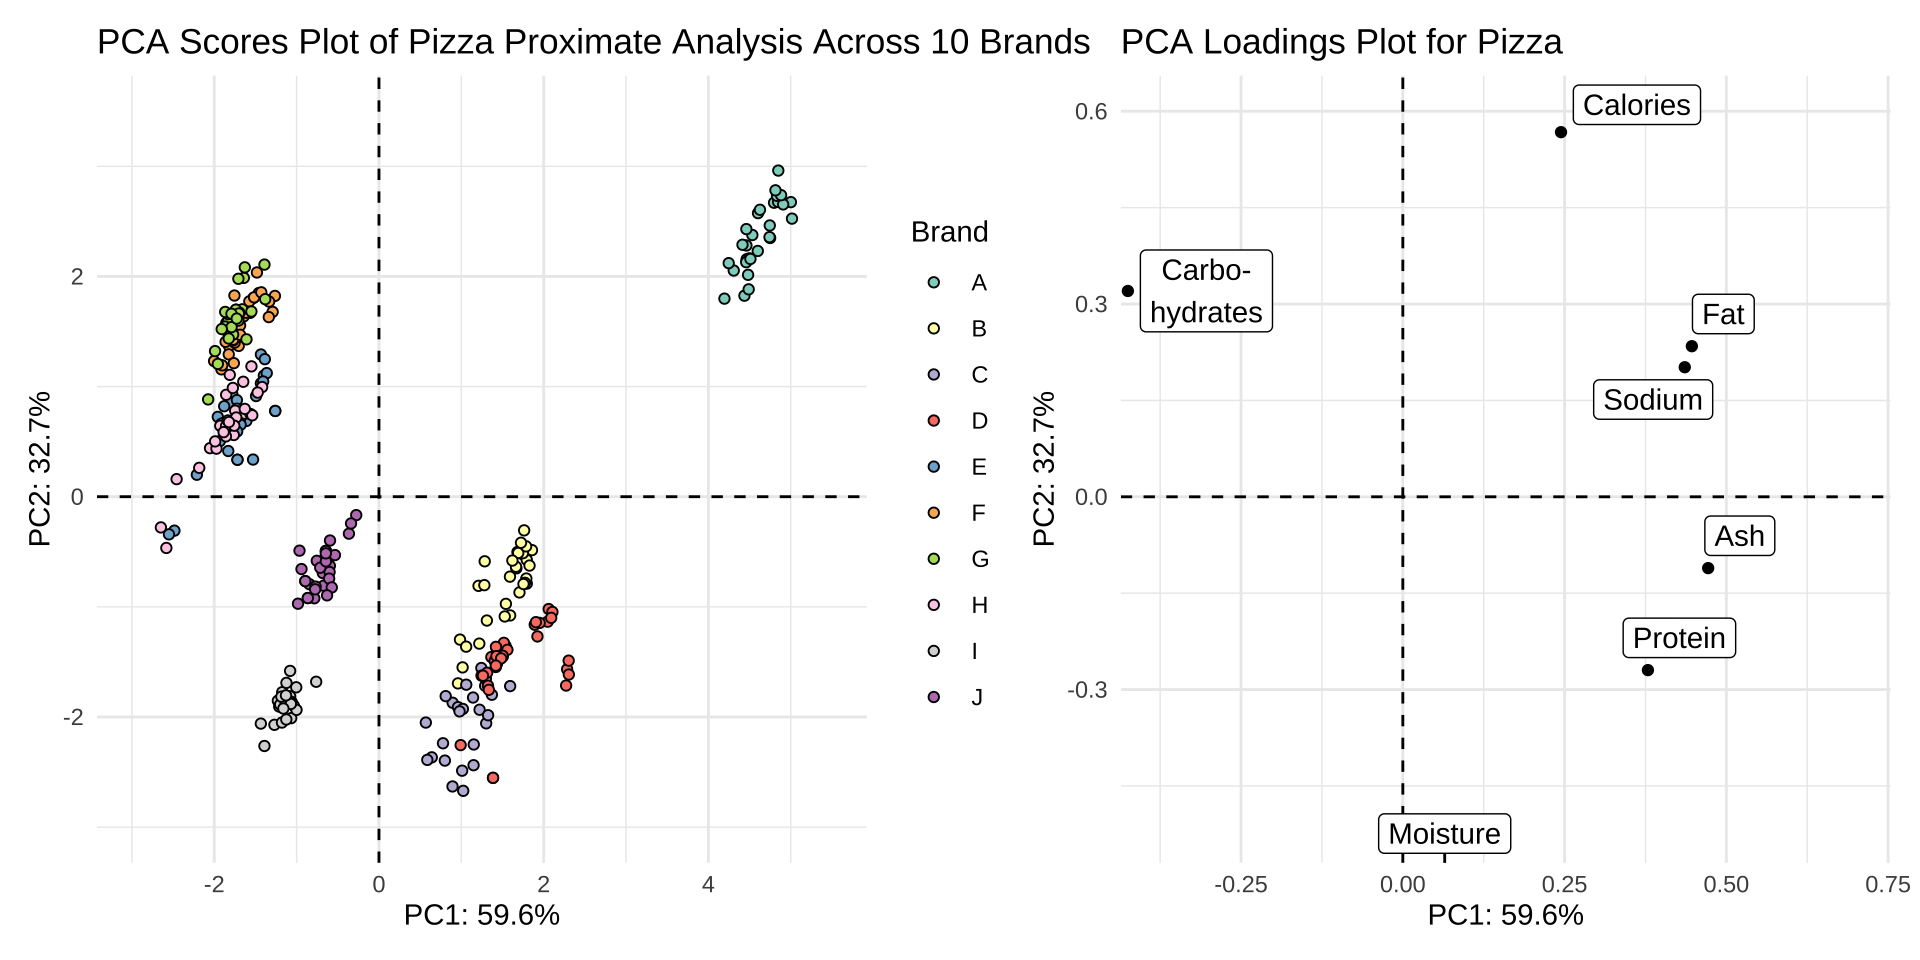 PCA Scores Plot of Pizza Proximate Analysis Across 10 Brands
PC2: 32.7%
2
0
-2
-2
0
2
4
PC1: 59.6%
Brand
A
B
C
D
E
F
G
H
I
J
PCA Loadings Plot for Pizza
PC2: 32.7%
0.6
0.3
0.0
-0.3
Calories
Carbo-
hydrates
Fat
Sodium
Ash
Protein
Moisture
-0.25
0.00
0.25
0.50
0.75
PC1: 59.6%